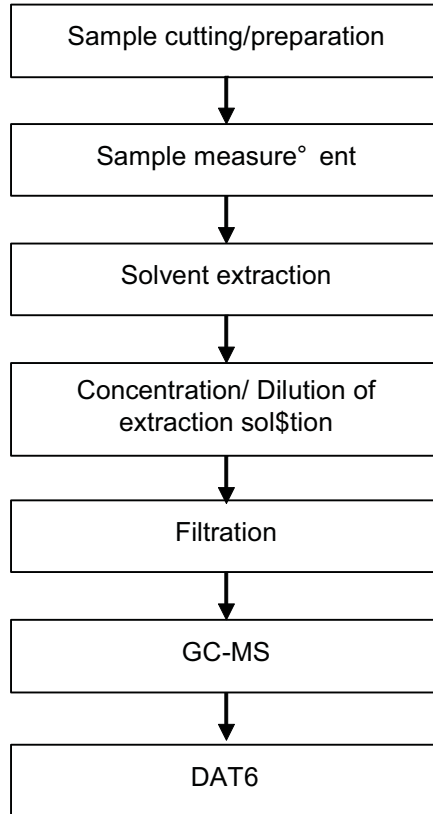 Sample cutting/preparation
Sample measure° ent
Solvent extraction
Concentration/ Dilution of
extraction sol$tion
Filtration
GC-MS
DAT6